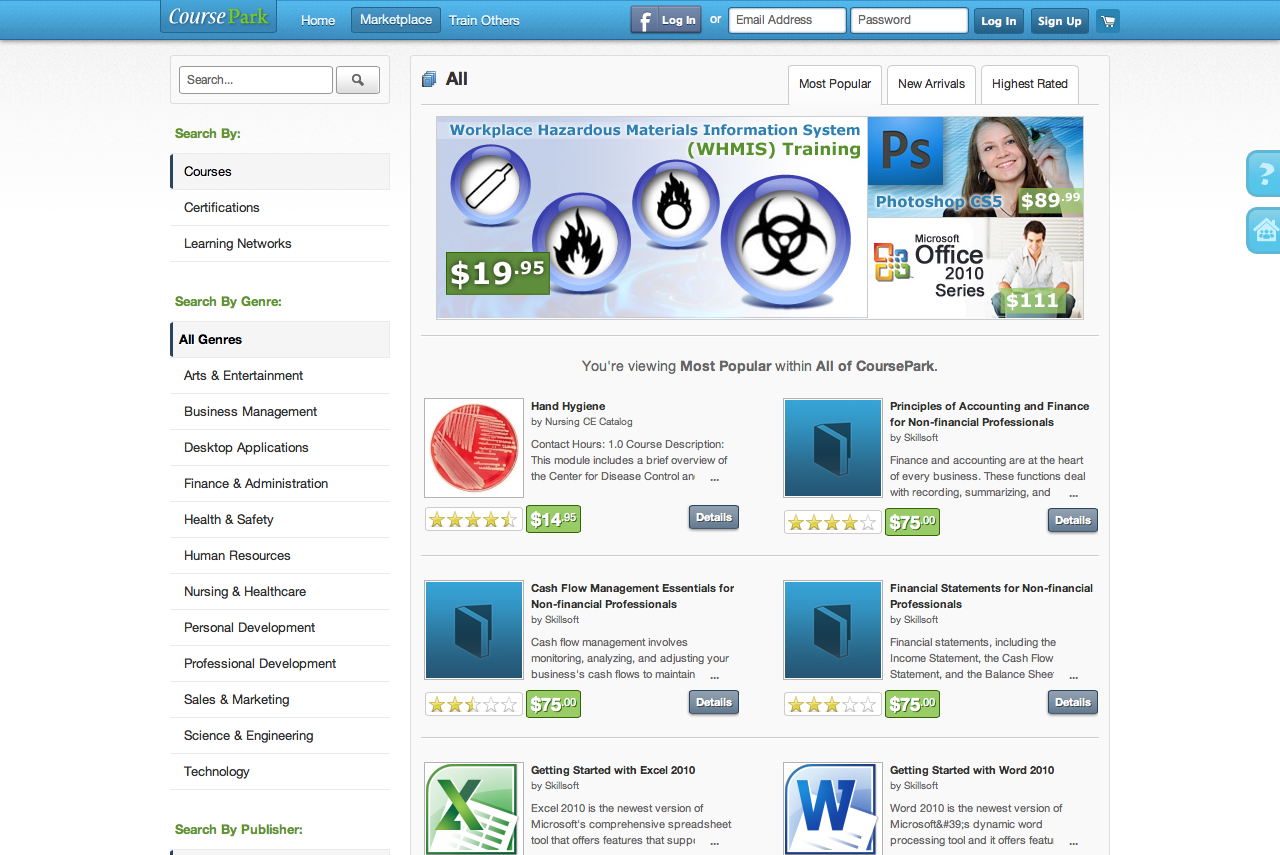 CoursePark
Home
Marketplace
Train Others
f Log In
or
Email Address
Password
Log In
Sign Up
Search...
Search By:
Courses
Certifications
Learning Networks
Search By Genre:
All Genres
Arts & Entertainment
Business Management
Desktop Applications
Finance & Administration
Health & Safety
Human Resources
Nursing & Healthcare
Personal Development
Professional Development
Sales & Marketing
Science & Engineering
Technology
Search By Publisher:
All
Most Popular
New Arrivals
Highest Rated
Workplace Hazardous Materials Information System
(WHMIS) Training
$19.95
Ps
Photoshop CS5
$89.99
Microsoft
Office
2010
Series
$111
You're viewing Most Popular within All of CoursePark.
Hand Hygiene
by Nursing CE Catalog
Contact Hours: 1.0 Course Description:
This module includes a brief overview of
the Center for Disease Control an ...
$14.95
Details
Principles of Accounting and Finance
for Non-financial Professionals
by Skillsoft
Finance and accounting are at the heart
of every business. These functions deal
with recording, summarizing, and ...
$75.00
Details
Cash Flow Management Essentials for
Non-financial Professionals
by Skillsoft
Cash flow management involves
monitoring, analyzing, and adjusting your
business's cash flows to maintain ...
$75.00
Details
Financial Statements for Non-financial
Professionals
by Skillsoft
Financial statements, including the
Income Statement, the Cash Flow
Statement, and the Balance Sheet ...
$75.00
Details
Getting Started with Excel 2010
by Skillsoft
Excel 2010 is the newest version of
Microsoft's comprehensive spreadsheet
tool that offers features that supp ...
Getting Started with Word 2010
by Skillsoft
Word 2010 is the newest version of
Microsoft&#39;s dynamic word
processing tool and it offers featu ...
?